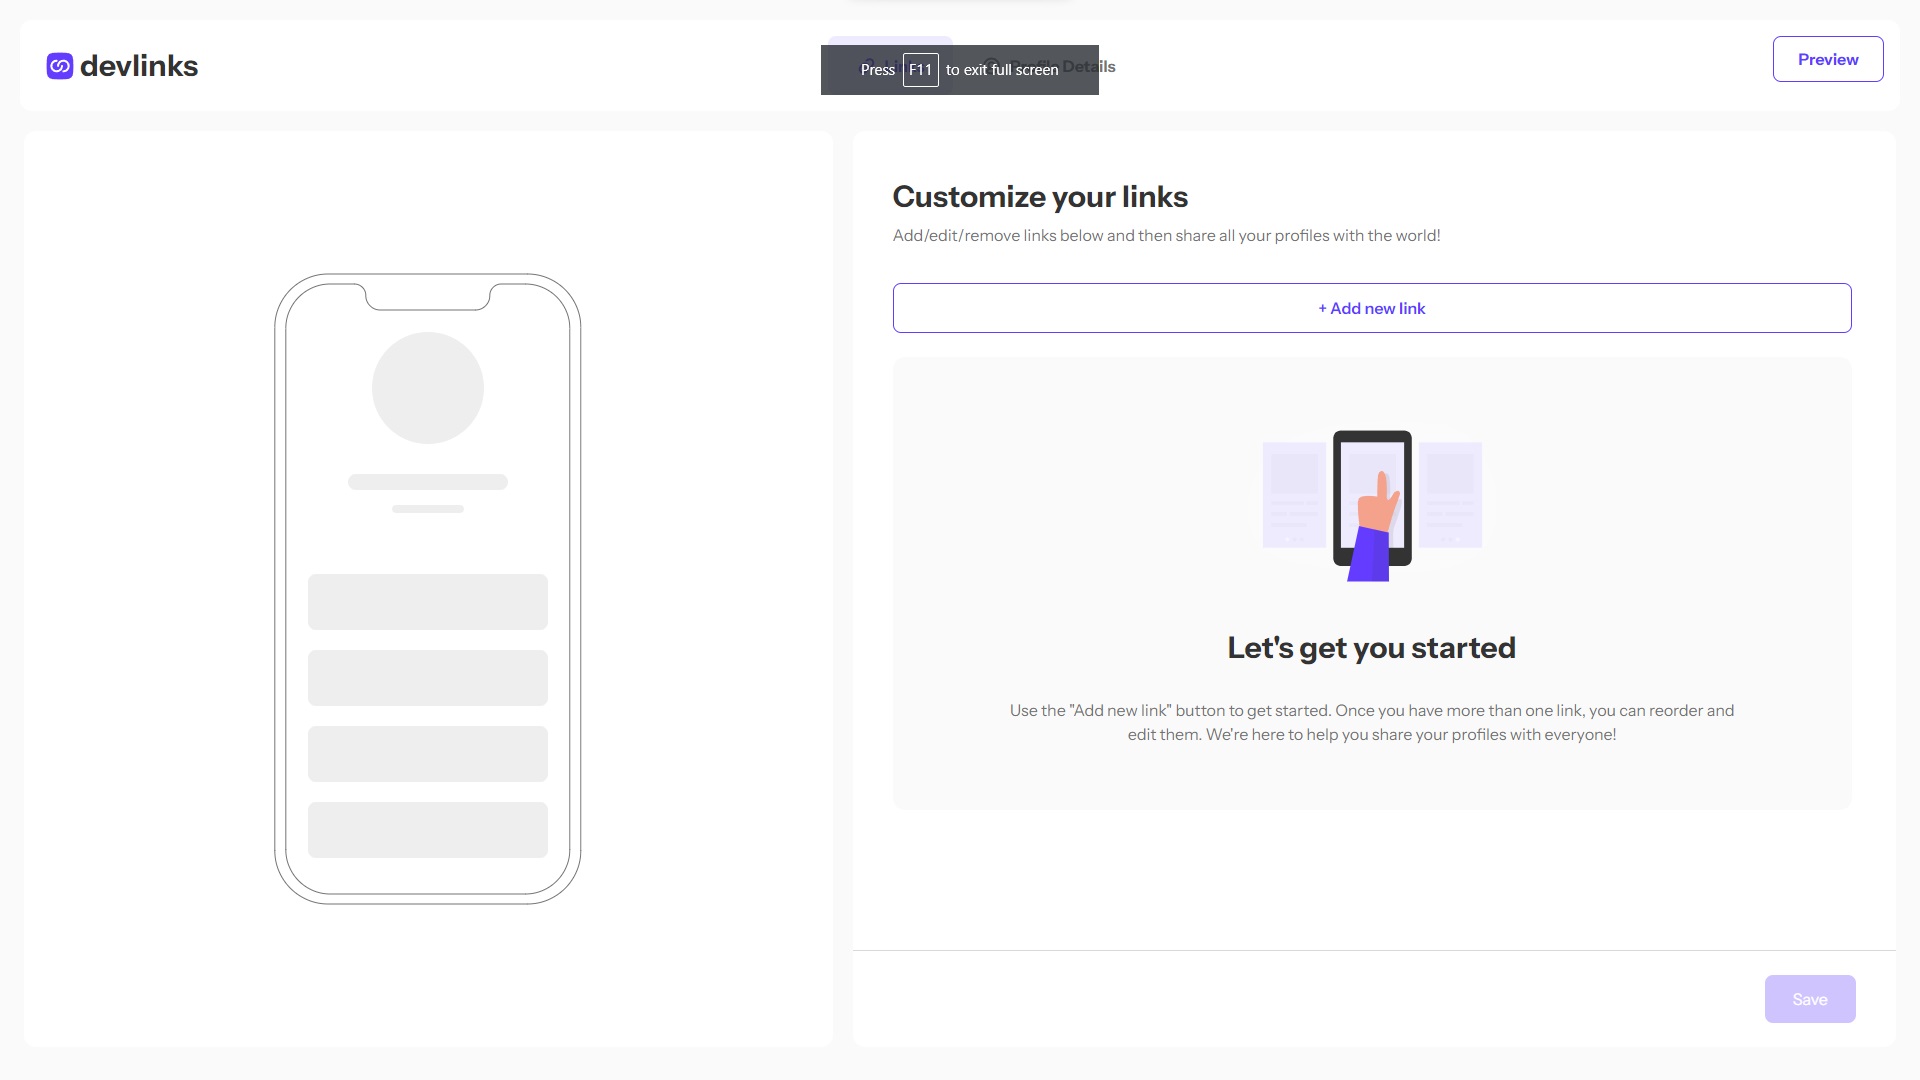 devlinks
Press F11 to exit full screen
Details
Preview
Customize your links
Add/edit/remove links below and then share all your profiles with the world!
+ Add new link
Let's get you started
Use the "Add new link" button to get started. Once you have more than one link, you can reorder and
edit them. We're here to help you share your profiles with everyone!
Save